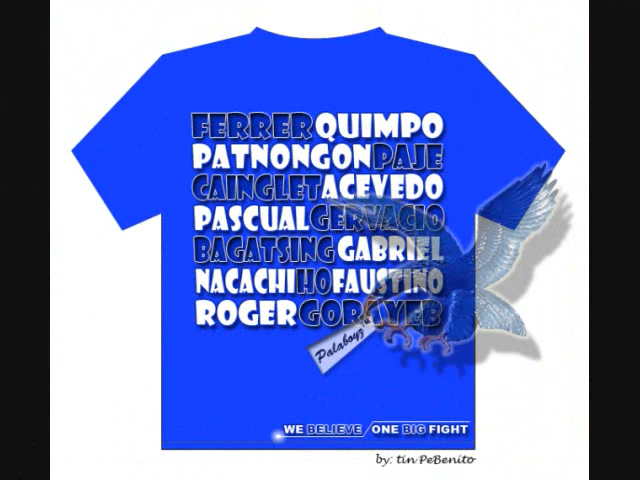 FERRER QUIMPO
PATNONGON PAJE
CAINGLET ACEVEDO
PASCUAL GERVACIO
BAGATSING GABRIEL
NACACHI HO FAUSTINO
ROGER GORAYEB
Palaboyz
WE BELIEVE / ONE BIG FIGHT
by: tin PeBenito